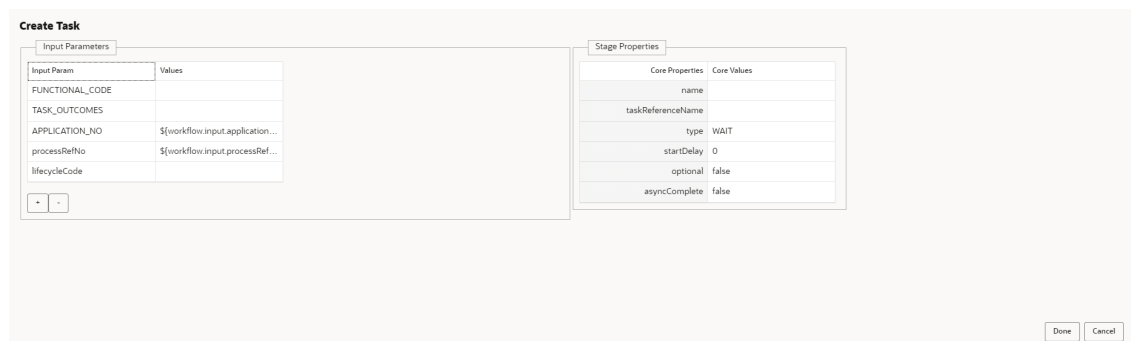 Create Task
Input Parameters
Input Param Values
FUNCTIONAL_CODE
TASK_OUTCOMES
APPLICATION_NO ${workflow.input.application...
processRefNo ${workflow.input.processRef...
lifecycleCode
+ -
Stage Properties
Core Properties Core Values
name
taskReferenceName
type WAIT
startDelay 0
optional false
asyncComplete false
Done Cancel